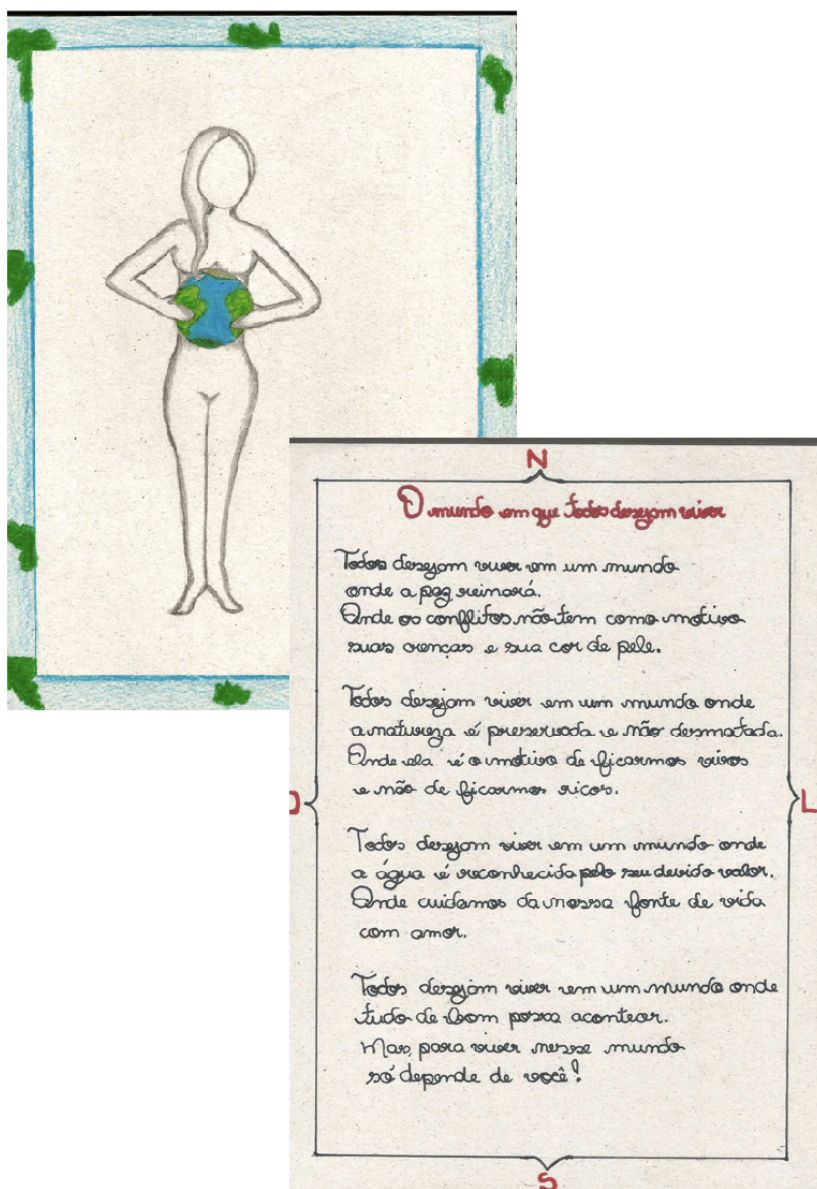 N
O mundo em que todos desejam viver
Todos desejam viver em um mundo
onde a paz reinará.
Onde os conflitos não tem como motivo
suas crenças e sua cor de pele.
Todos desejam viver em um mundo onde
a natureza é preservada e não desmatada.
Onde ela é o motivo de ficarmos vivos
e não de ficarmos ricos.
O
L
Todos desejam viver em um mundo onde
a água é reconhecida pelo seu devido valor.
Onde cuidamos da nossa fonte de vida
com amor.
Todos desejam viver em um mundo onde
tudo de bom possa acontecer.
Mas, para viver nesse mundo
só depende de você!
S